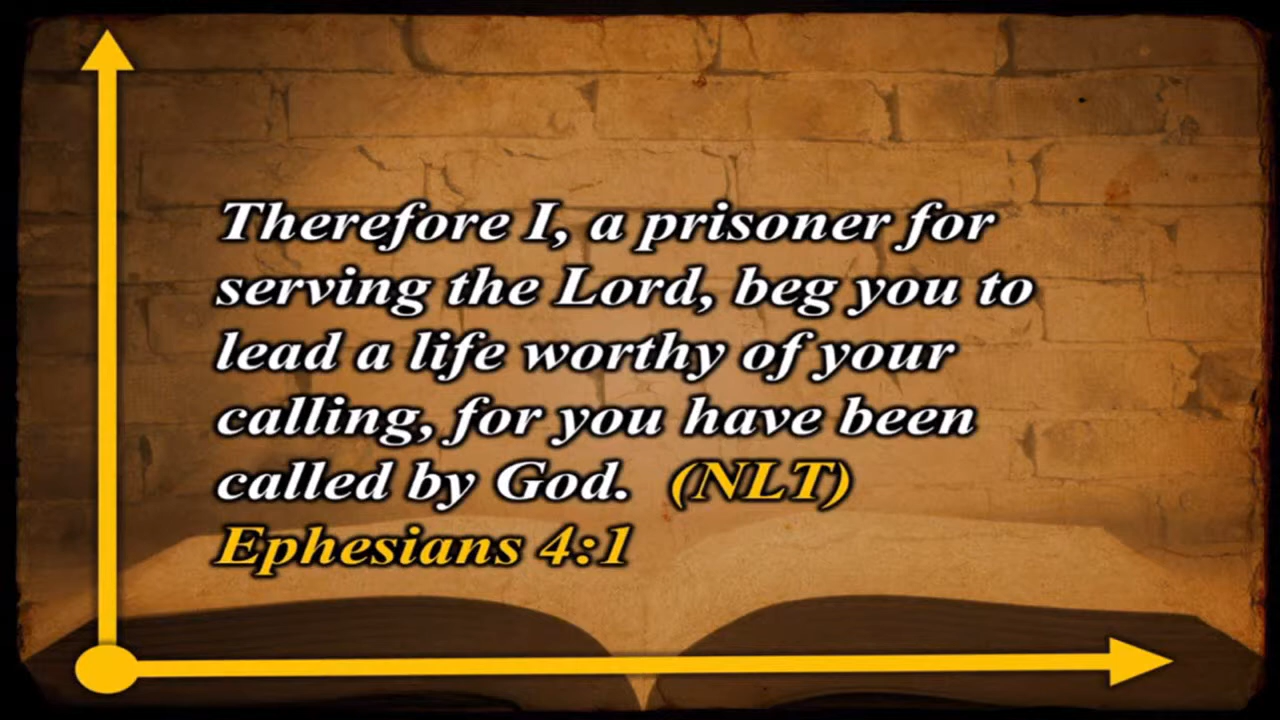 Therefore I, a prisoner for
serving the Lord, beg you to
lead a life worthy of your
calling, for you have been
called by God. (NLT)
Ephesians 4:1